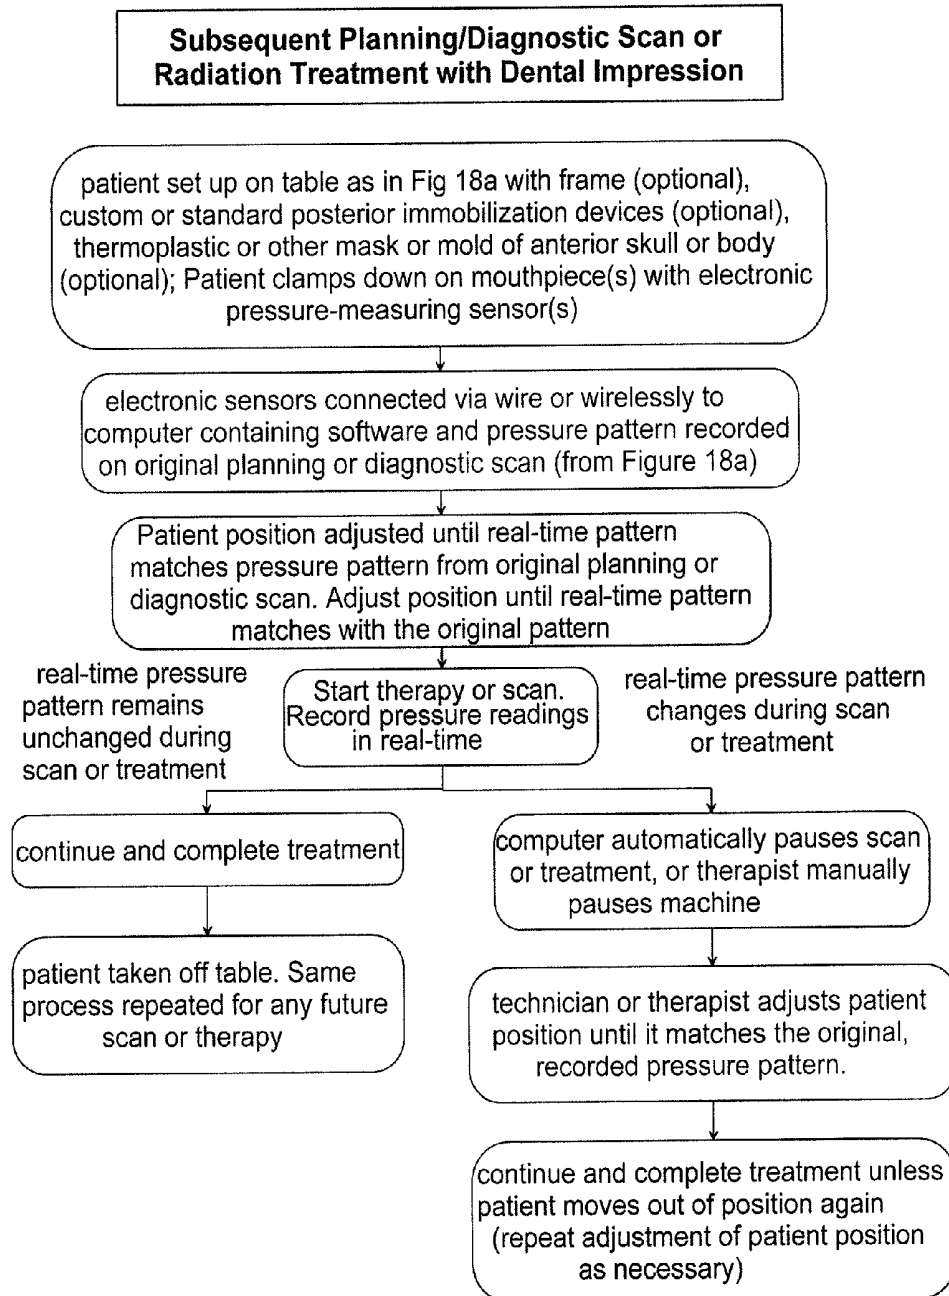 Subsequent Planning/Diagnostic Scan or
Radiation Treatment with Dental Impression
patient set up on table as in Fig 18a with frame (optional),
custom or standard posterior immobilization devices (optional),
thermoplastic or other mask or mold of anterior skull or body
(optional); Patient clamps down on mouthpiece(s) with electronic
pressure-measuring sensor(s)
electronic sensors connected via wire or wirelessly to
computer containing software and pressure pattern recorded
on original planning or diagnostic scan (from Figure 18a)
Patient position adjusted until real-time pattern
matches pressure pattern from original planning or
diagnostic scan. Adjust position until real-time pattern
matches with the original pattern
real-time pressure
pattern remains
unchanged during
scan or treatment
Start therapy or scan.
Record pressure readings
in real-time
real-time pressure pattern
changes during scan
or treatment
continue and complete treatment
computer automatically pauses scan
or treatment, or therapist manually
pauses machine
patient taken off table. Same
process repeated for any future
scan or therapy
technician or therapist adjusts patient
position until it matches the original,
recorded pressure pattern.
continue and complete treatment unless
patient moves out of position again
(repeat adjustment of patient position
as necessary)